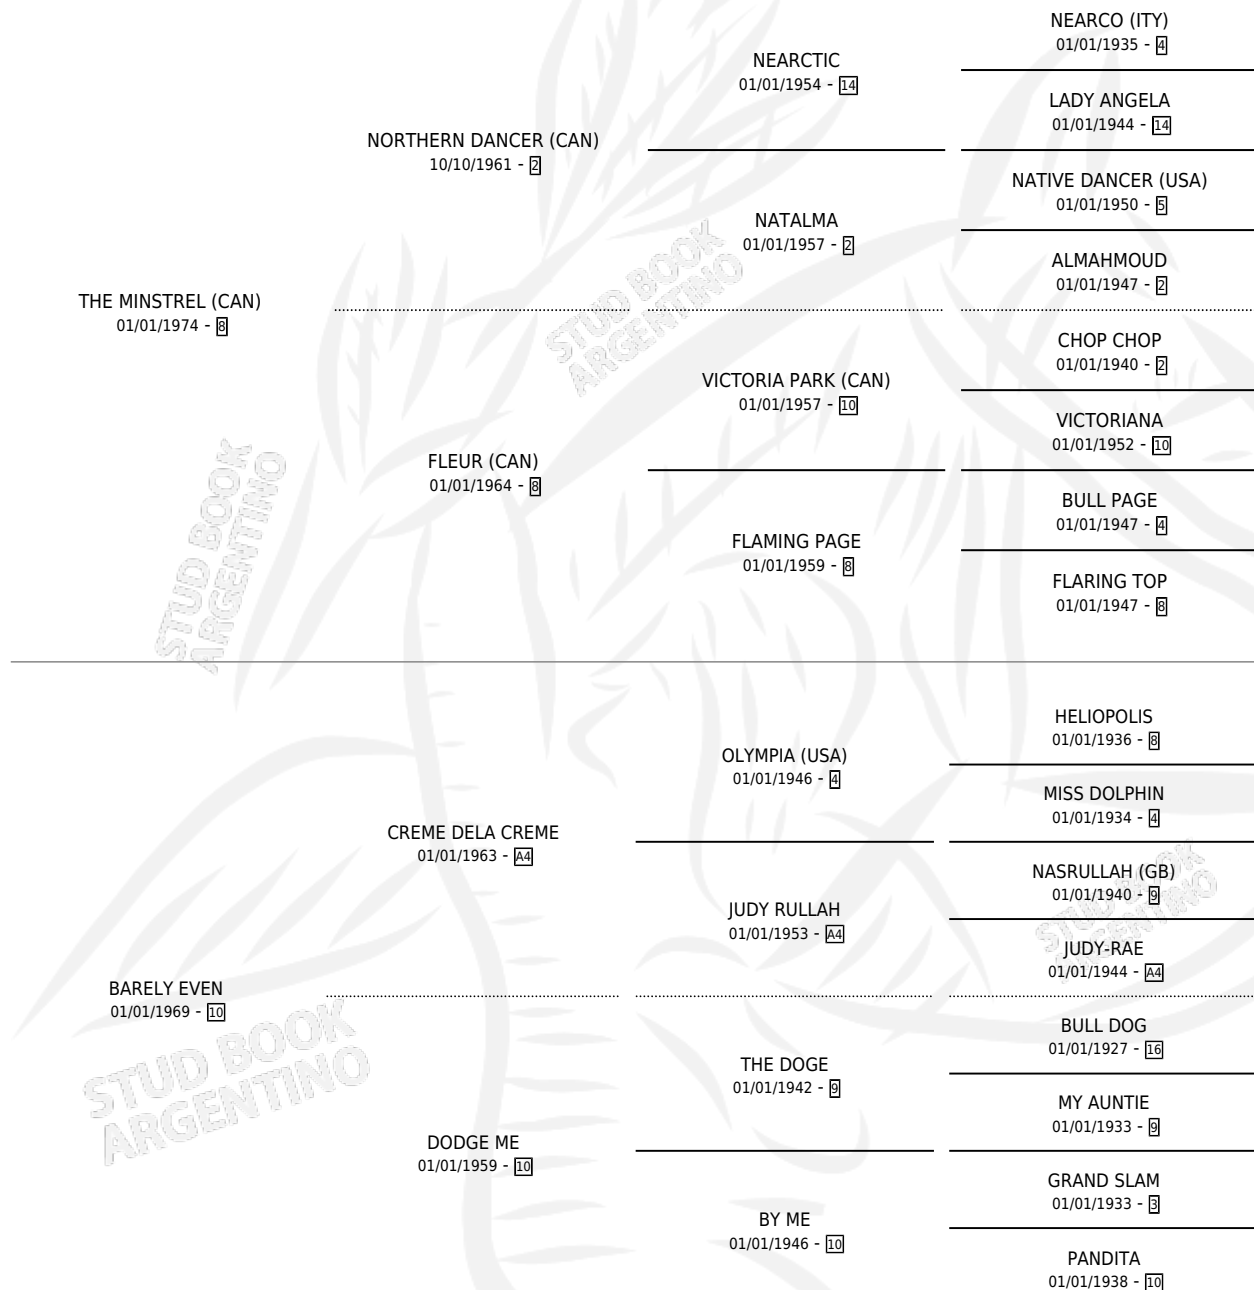 THE MINSTREL (CAN)
01/01/1974 - 8
NORTHERN DANCER (CAN)
10/10/1961 - 2
NEARCTIC
01/01/1954 - 14
NEARCO (ITY)
01/01/1935 - 4
LADY ANGELA
01/01/1944 - 14
NATALMA
01/01/1957 - 2
NATIVE DANCER (USA)
01/01/1950 - 5
ALMAHMOUD
01/01/1947 - 2
FLEUR (CAN)
01/01/1964 - 8
VICTORIA PARK (CAN)
01/01/1957 - 10
CHOP CHOP
01/01/1940 - 2
VICTORIANA
01/01/1952 - 10
FLAMING PAGE
01/01/1959 - 8
BULL PAGE
01/01/1947 - 4
FLARING TOP
01/01/1947 - 8
BARELY EVEN
01/01/1969 - 10
CREME DELA CREME
01/01/1963 - A4
OLYMPIA (USA)
01/01/1946 - 4
HELIOPOLIS
01/01/1936 - 8
MISS DOLPHIN
01/01/1934 - 4
JUDY RULLAH
01/01/1953 - A4
NASRULLAH (GB)
01/01/1940 - 9
JUDY-RAE
01/01/1944 - A4
DODGE ME
01/01/1959 - 10
THE DOGE
01/01/1942 - 9
BULL DOG
01/01/1927 - 16
MY AUNTIE
01/01/1933 - 9
BY ME
01/01/1946 - 10
GRAND SLAM
01/01/1933 - 3
PANDITA
01/01/1938 - 10
STUD BOOK
ARGENTINO
STUD BOOK
ARGENTINO
STUD BOOK
ARGENTINO
STUD BOOK
ARGENTINO